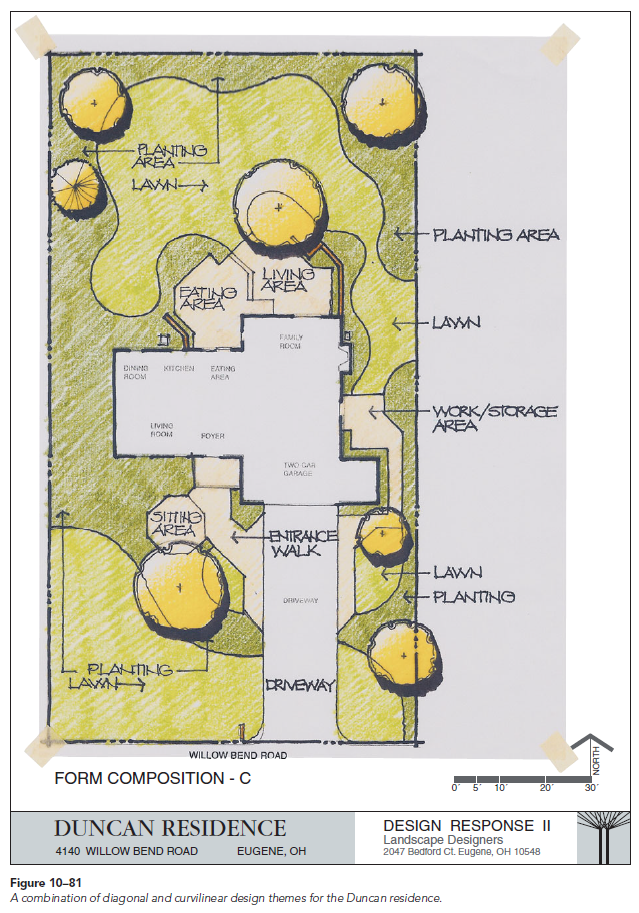 PLANTING
AREA
LAWN
PLANTING AREA
LIVING
AREA
EATING
AREA
LAWN
FAMILY
ROOM
DINING
ROOM
KITCHEN
EATING
AREA
WORK/STORAGE
AREA
LIVING
ROOM
FOYER
TWO CAR
GARAGE
SITTING
AREA
ENTRANCE
WALK
LAWN
PLANTING
DRIVEWAY
PLANTING
LAWN
DRIVEWAY
WILLOW BEND ROAD
NORTH
FORM COMPOSITION - C
0' 5' 10' 20' 30'
DUNCAN RESIDENCE
4140 WILLOW BEND ROAD EUGENE, OH
DESIGN RESPONSE II
Landscape Designers
2047 Bedford Ct. Eugene, OH 10548
Figure 10–81
A combination of diagonal and curvilinear design themes for the Duncan residence.